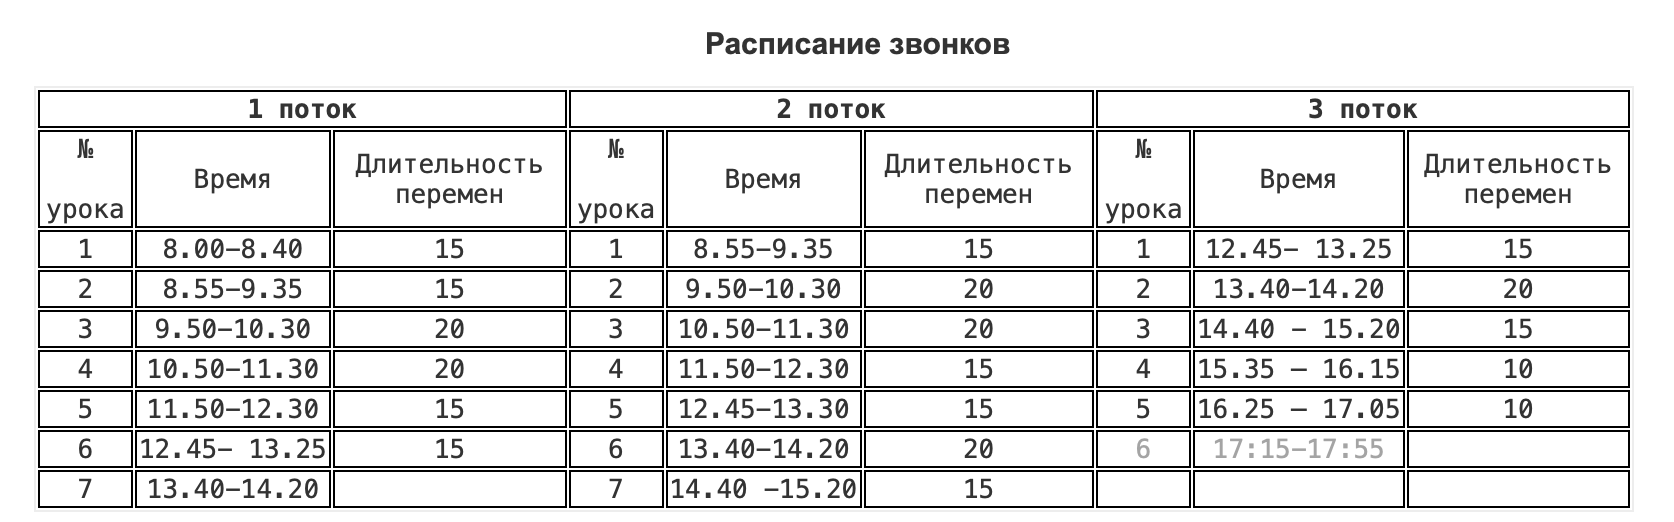 Расписание звонков
1 поток 2 поток 3 поток
№ урока Время Длительность перемен № урока Время Длительность перемен № урока Время Длительность перемен
1 8.00–8.40 15 1 8.55–9.35 15 1 12.45– 13.25 15
2 8.55–9.35 15 2 9.50–10.30 20 2 13.40–14.20 20
3 9.50–10.30 20 3 10.50–11.30 20 3 14.40 – 15.20 15
4 10.50–11.30 20 4 11.50–12.30 15 4 15.35 – 16.15 10
5 11.50–12.30 15 5 12.45–13.30 15 5 16.25 – 17.05 10
6 12.45– 13.25 15 6 13.40–14.20 20 6 17:15–17:55
7 13.40–14.20 7 14.40 –15.20 15